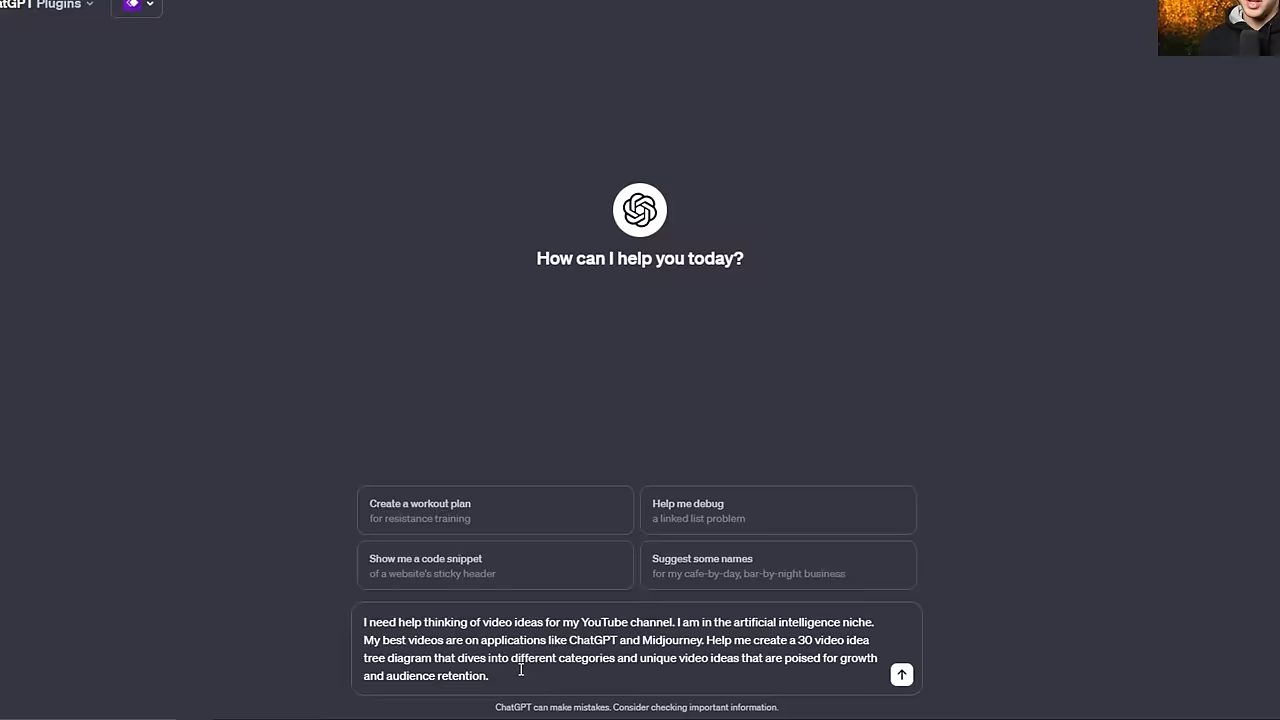 atGPT Plugins
How can I help you today?
Create a workout plan
for resistance training
Help me debug
a linked list problem
Show me a code snippet
of a website's sticky header
Suggest some names
for my cafe-by-day, bar-by-night business
I need help thinking of video ideas for my YouTube channel. I am in the artificial intelligence niche.
My best videos are on applications like ChatGPT and Midjourney. Help me create a 30 video idea
tree diagram that dives into different categories and unique video ideas that are poised for growth
and audience retention.
ChatGPT can make mistakes. Consider checking important information.